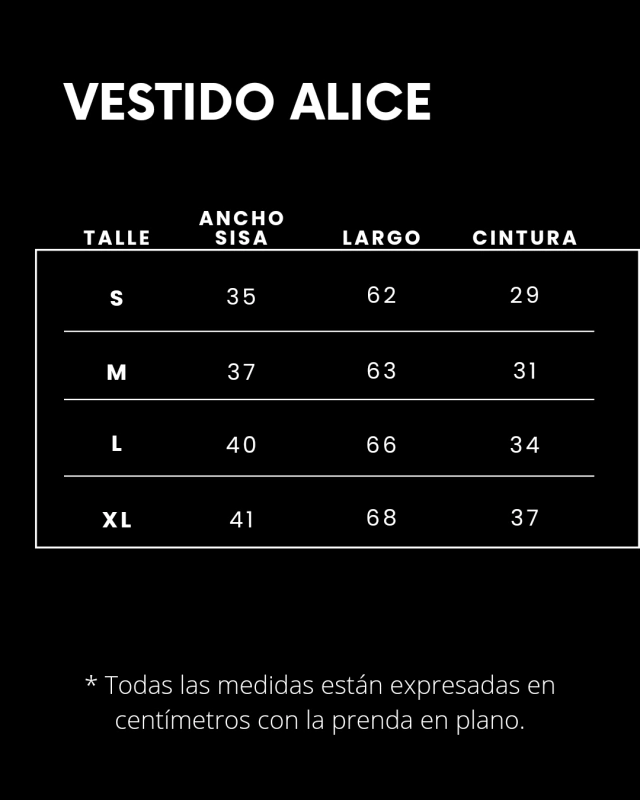 VESTIDO ALICE
TALLE ANCHO SISA LARGO CINTURA
S 35 62 29
M 37 63 31
L 40 66 34
XL 41 68 37
* Todas las medidas están expresadas en
centímetros con la prenda en plano.